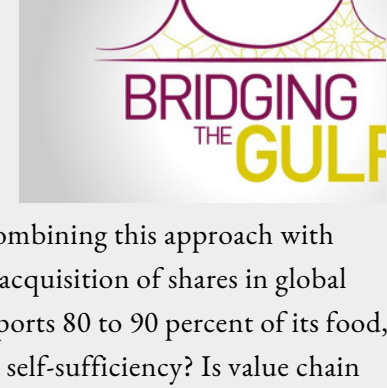 BRIDGING
THE GULF
ombining this approach with
acquisition of shares in global
ports 80 to 90 percent of its food,
self-sufficiency? Is value chain